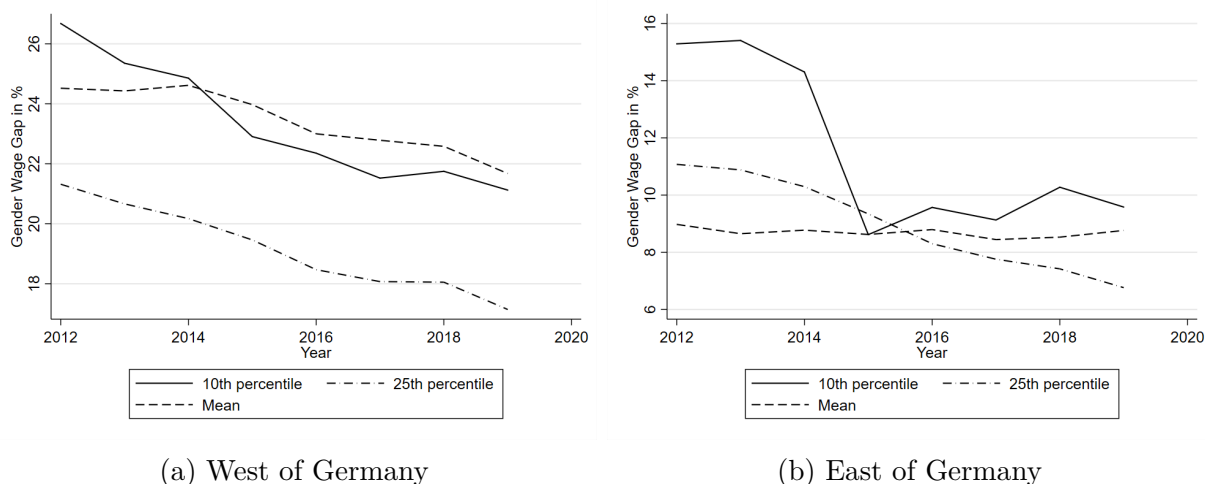 Gender Wage Gap in %
26
24
22
20
18
2012 2014 2016 2018 2020
Year
10th percentile 25th percentile
Mean
(a) West of Germany
Gender Wage Gap in %
16
14
12
10
8
6
2012 2014 2016 2018 2020
Year
10th percentile 25th percentile
Mean
(b) East of Germany